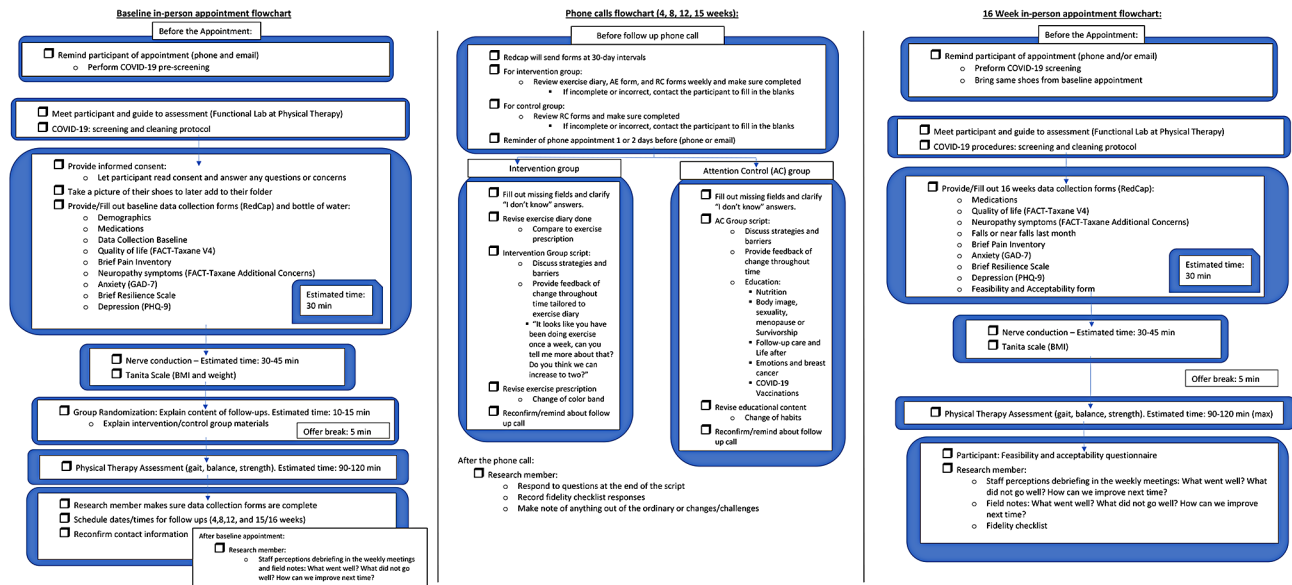 Baseline in-person appointment flowchart
Before the Appointment:
Remind participant of appointment (phone and email)
Perform COVID-19 pre-screening
Meet participant and guide to assessment (Functional Lab at Physical Therapy)
COVID-19: screening and cleaning protocol
Provide informed consent:
Let participant read consent and answer any questions or concerns
Take a picture of their shoes to later add to their folder
Provide/Fill out baseline data collection forms (RedCap) and bottle of water:
Demographics
Medications
Data Collection Baseline
Quality of life (FACT-Taxane V4)
Brief Pain Inventory
Neuropathy symptoms (FACT-Taxane Additional Concerns)
Anxiety (GAD-7)
Brief Resilience Scale
Depression (PHQ-9)
Estimated time:
30 min
Nerve conduction – Estimated time: 30-45 min
Tanita Scale (BMI and weight)
Group Randomization: Explain content of follow-ups. Estimated time: 10-15 min
Explain intervention/control group materials
Offer break: 5 min
Physical Therapy Assessment (gait, balance, strength). Estimated time: 90-120 min
Research member makes sure data collection forms are complete
Schedule dates/times for follow ups (4,8,12, and 15/16 weeks)
Reconfirm contact information
After baseline appointment:
Research member:
Staff perceptions debriefing in the weekly meetings
and field notes: What went well? What did not go
well? How can we improve next time?
Phone calls flowchart (4, 8, 12, 15 weeks):
Before follow up phone call
Redcap will send forms at 30-day intervals
For intervention group:
Review exercise diary, AE form, and RC forms weekly and make sure completed
If incomplete or incorrect, contact the participant to fill in the blanks
For control group:
Review RC forms and make sure completed
If incomplete or incorrect, contact the participant to fill in the blanks
Reminder of phone appointment 1 or 2 days before (phone or email)
Intervention group
Fill out missing fields and clarify
“I don’t know” answers.
Revise exercise diary done
Compare to exercise
prescription
Intervention Group script:
Discuss strategies and
barriers
Provide feedback of
change throughout
time tailored to
exercise diary
“It looks like you have
been doing exercise
once a week, can you
tell me more about that?
Do you think we can
increase to two?”
Revise exercise prescription
Change of color band
Reconfirm/remind about follow
up call
Attention Control (AC) group
Fill out missing fields and clarify
“I don’t know” answers.
AC Group script:
Discuss strategies and
barriers
Provide feedback of
change throughout
time
Education:
Nutrition
Body image,
sexuality,
menopause or
Survivorship
Follow-up care and
Life after
Emotions and breast
cancer
COVID-19
Vaccinations
Revise educational content
Change of habits
Reconfirm/remind about follow
up call
After the phone call:
Research member:
Respond to questions at the end of the script
Record fidelity checklist responses
Make note of anything out of the ordinary or changes/challenges
16 Week in-person appointment flowchart:
Before the Appointment:
Remind participant of appointment (phone and/or email)
Preform COVID-19 screening
Bring same shoes from baseline appointment
Meet participant and guide to assessment (Functional Lab at Physical Therapy)
COVID-19 procedures: screening and cleaning protocol
Provide/Fill out 16 weeks data collection forms (RedCap):
Medications
Quality of life (FACT-Taxane V4)
Neuropathy symptoms (FACT-Taxane Additional Concerns)
Falls or near falls last month
Brief Pain Inventory
Anxiety (GAD-7)
Brief Resilience Scale
Depression (PHQ-9)
Feasibility and Acceptability form
Estimated time:
30 min
Nerve conduction – Estimated time: 30-45 min
Tanita scale (BMI)
Offer break: 5 min
Physical Therapy Assessment (gait, balance, strength). Estimated time: 90-120 min (max)
Participant: Feasibility and acceptability questionnaire
Research member:
Staff perceptions debriefing in the weekly meetings: What went well? What
did not go well? How can we improve next time?
Field notes: What went well? What did not go well? How can we improve
next time?
Fidelity checklist